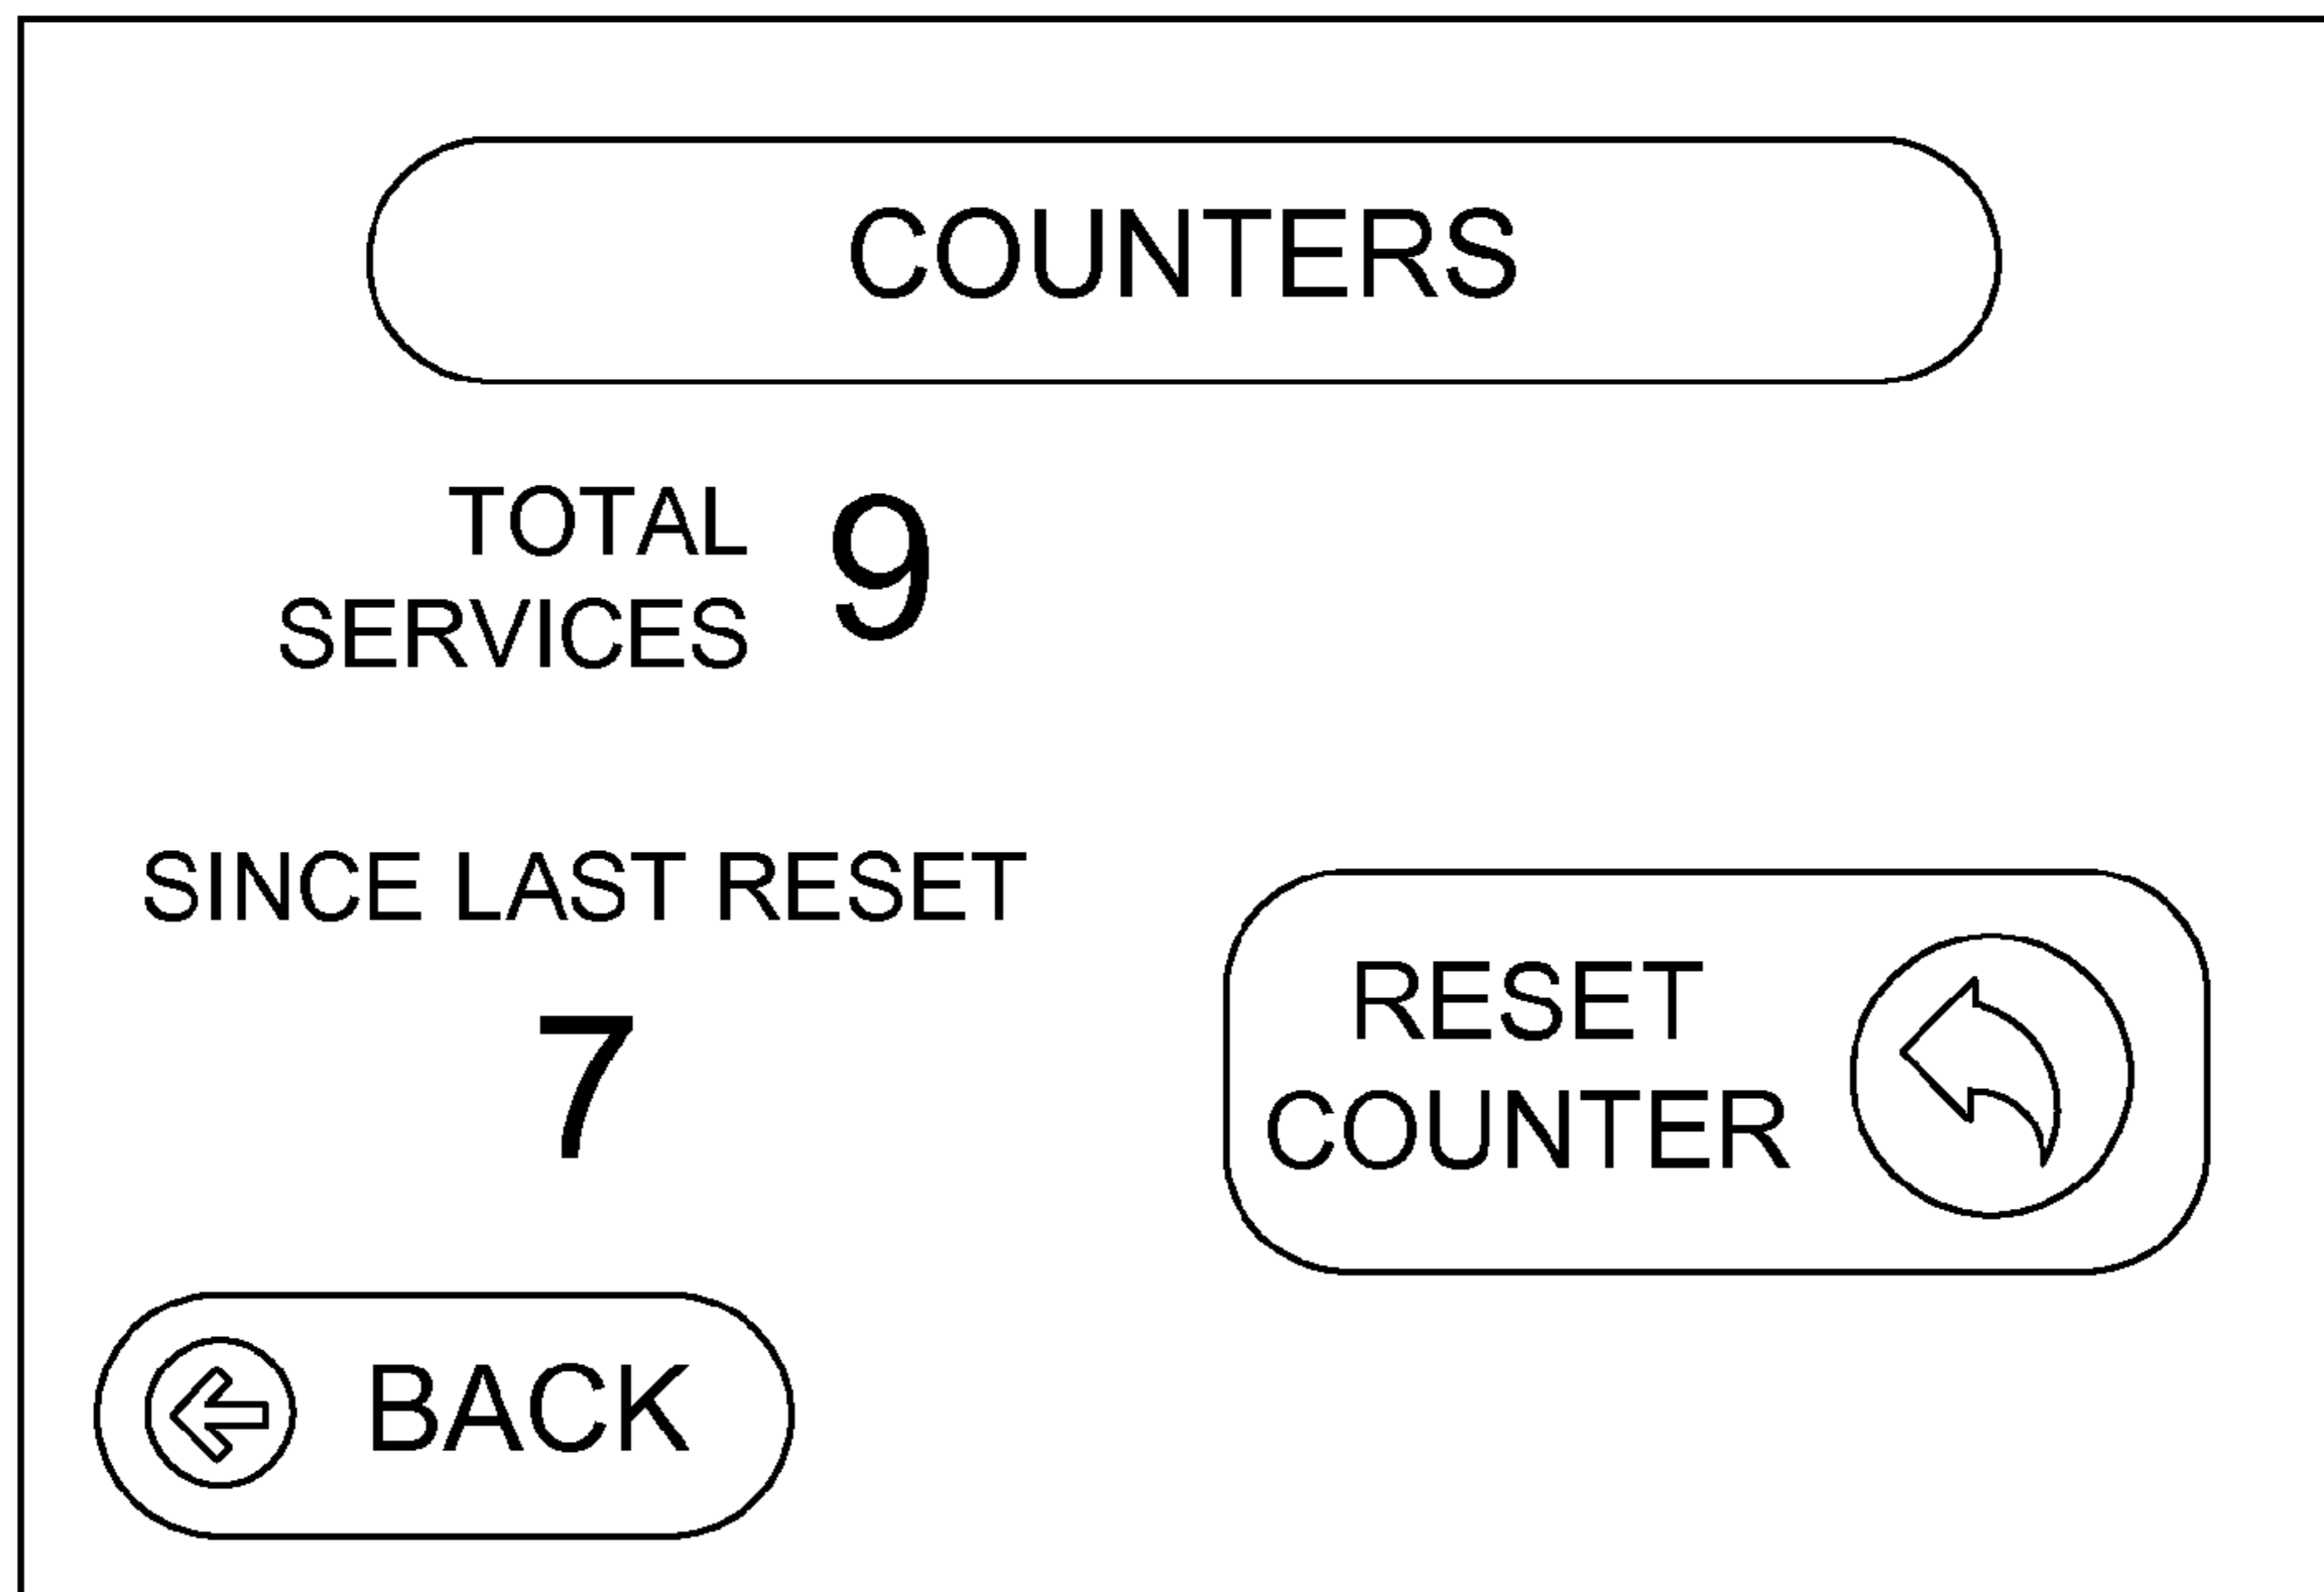 COUNTERS
TOTAL
SERVICES
9
SINCE LAST RESET
7
RESET
COUNTER
BACK